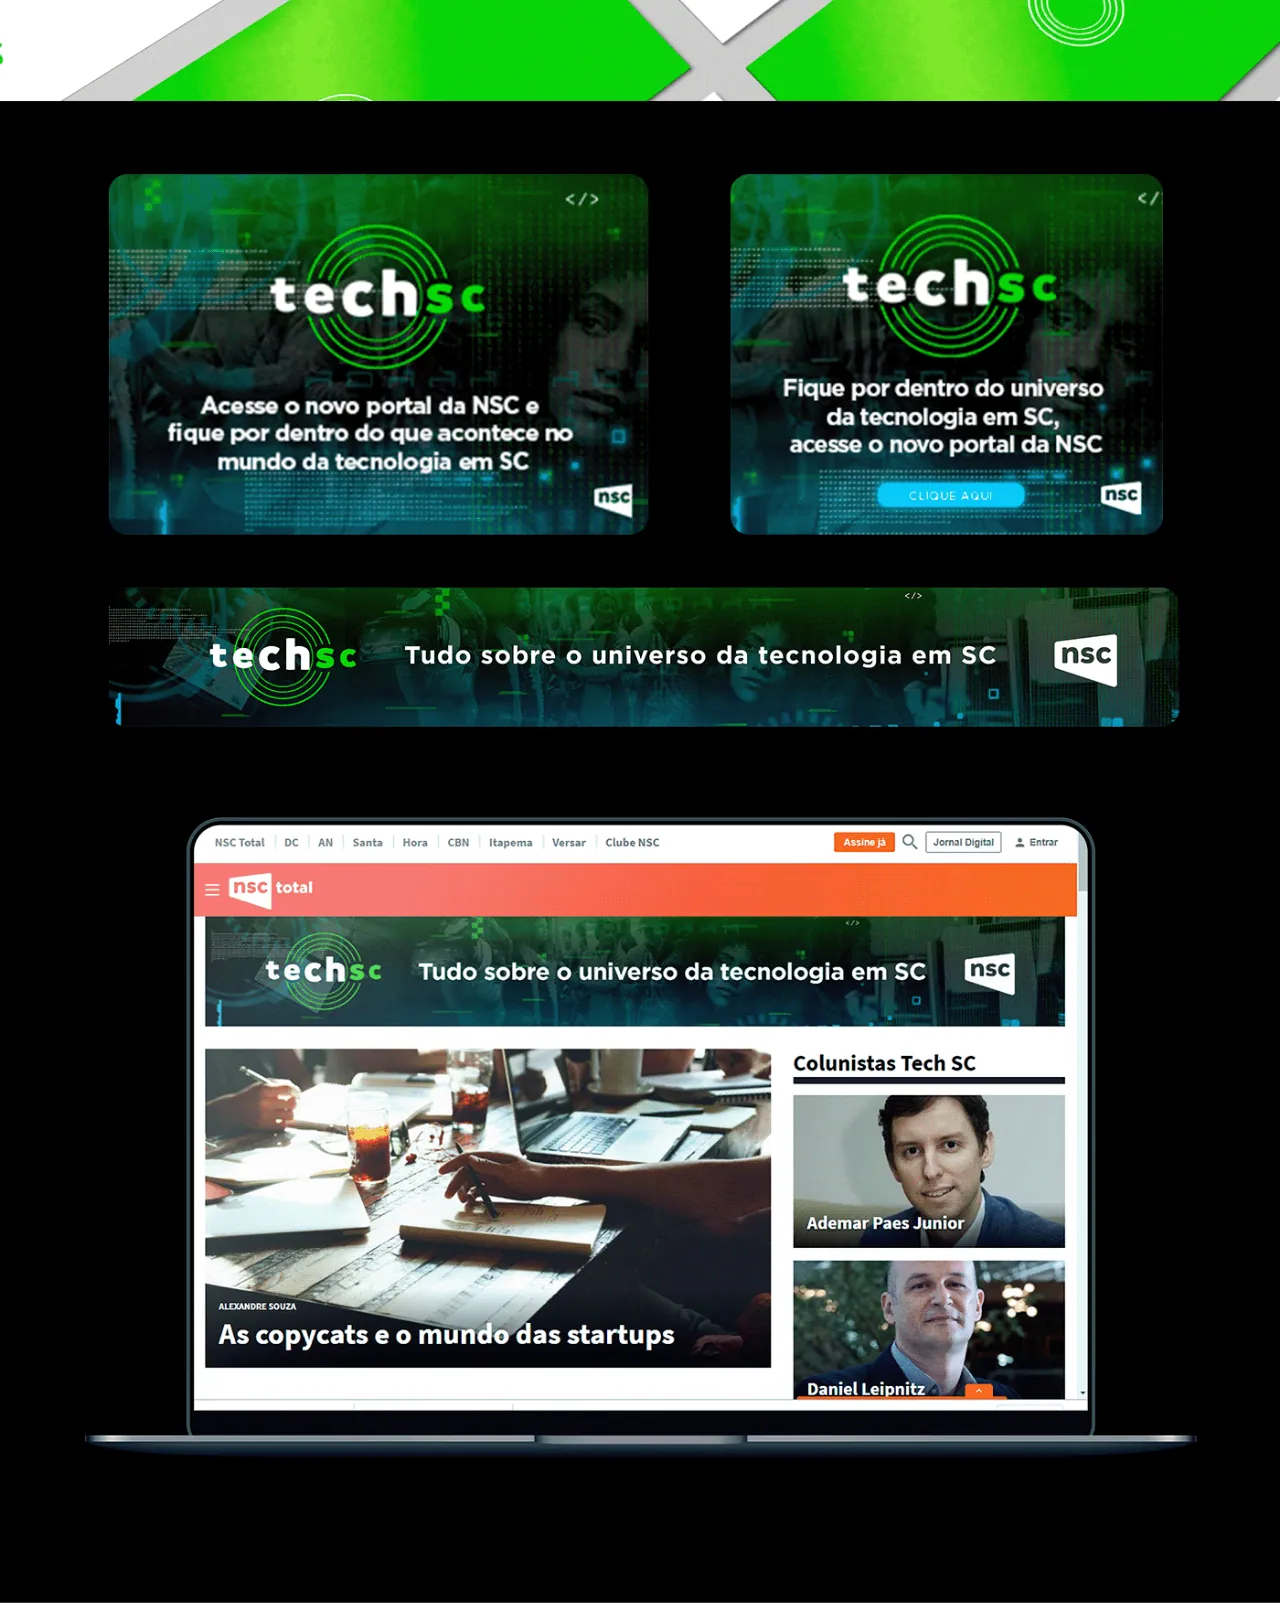 </>
techsc
Acesse o novo portal da NSC e
fique por dentro do que acontece no
mundo da tecnologia em SC
nsc
</
techsc
Fique por dentro do universo
da tecnologia em SC,
acesse o novo portal da NSC
CLIQUE AQUI
nsc
</>
techsc
Tudo sobre o universo da tecnologia em SC
nsc
NSC Total DC AN Santa Hora CBN Itapema Versar Clube NSC Assine já Jornal Digital Entrar
nsc total
</>
techsc
Tudo sobre o universo da tecnologia em SC
nsc
Colunistas Tech SC
Ademar Paes Junior
ALEXANDRE SOUZA
As copycats e o mundo das startups
Daniel Leipnitz